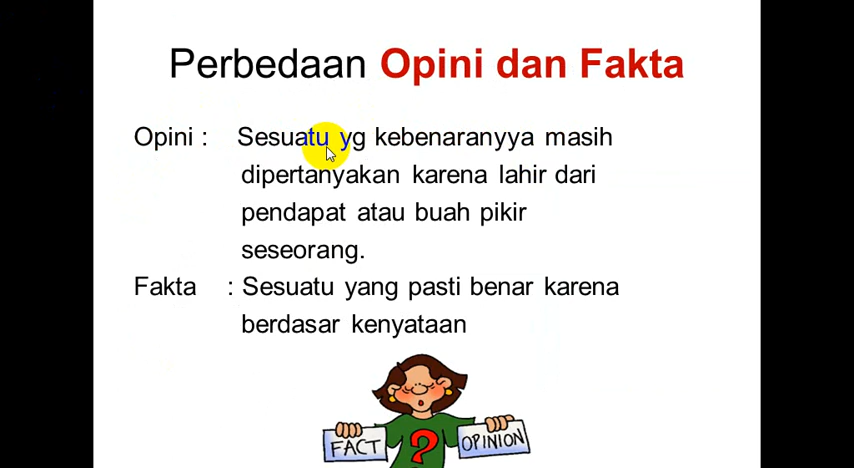 Perbedaan Opini dan Fakta
Opini : Sesuatu yg kebenaranyya masih
dipertanyakan karena lahir dari
pendapat atau buah pikir
seseorang.
Fakta : Sesuatu yang pasti benar karena
berdasar kenyataan
FACT ? OPINION